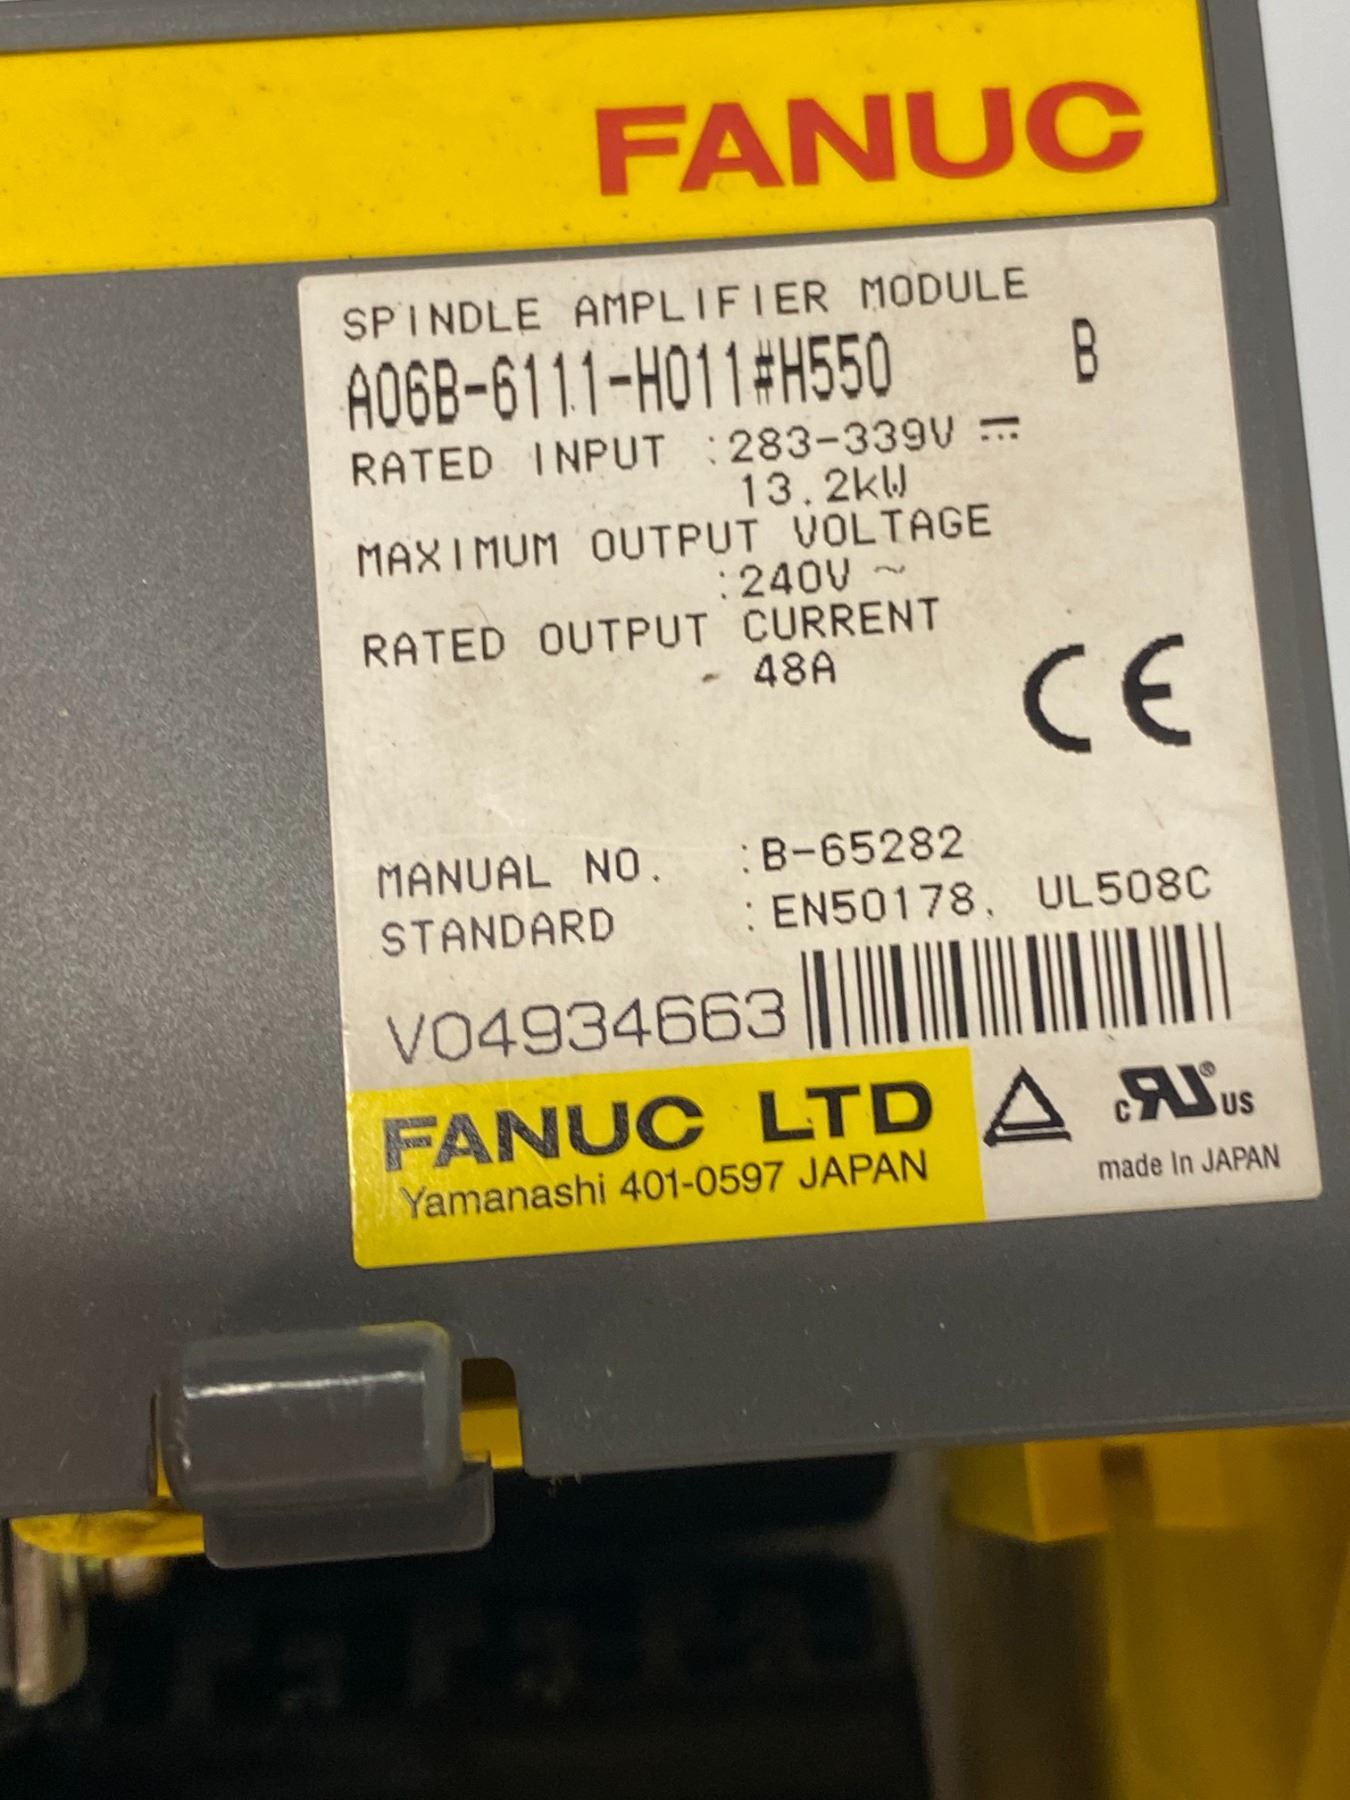 FANUC
SPINDLE AMPLIFIER MODULE
A06B-6111-H011#H550 B
RATED INPUT :283-339V ⎓
13.2kW
MAXIMUM OUTPUT VOLTAGE
:240V ~
RATED OUTPUT CURRENT
48A
CE
MANUAL NO. :B-65282
STANDARD :EN50178, UL508C
V04934663
FANUC LTD
Yamanashi 401-0597 JAPAN
c RU ® US
made In JAPAN